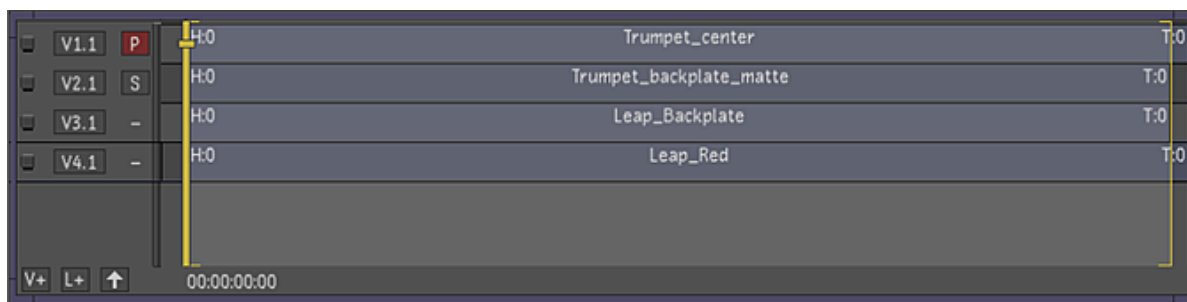 V1.1 P H:0 Trumpet_center T:0
V2.1 S H:0 Trumpet_backplate_matte T:0
V3.1 – H:0 Leap_Backplate T:0
V4.1 – H:0 Leap_Red T:0
V+ L+ 00:00:00:00